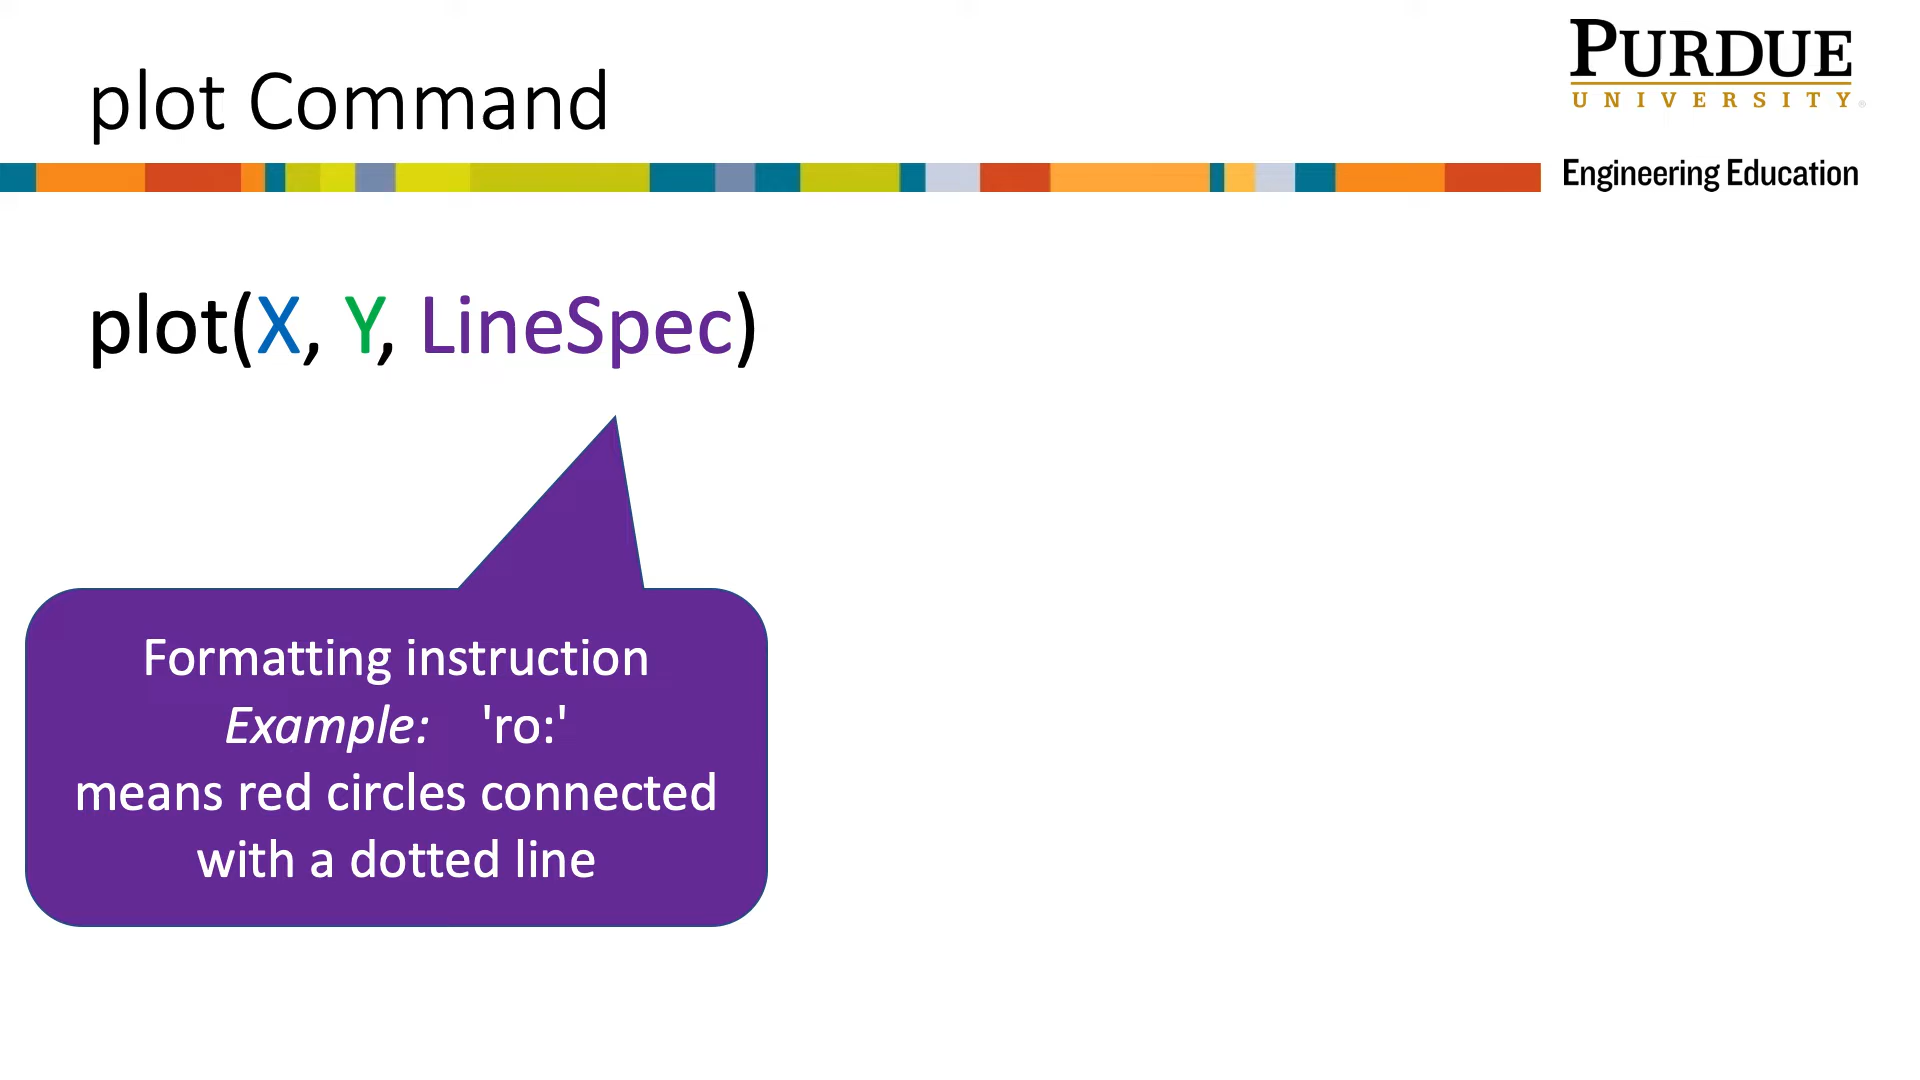 PURDUE
UNIVERSITY®
plot Command
Engineering Education
plot(X, Y, LineSpec)
Formatting instruction
Example: 'ro:'
means red circles connected
with a dotted line